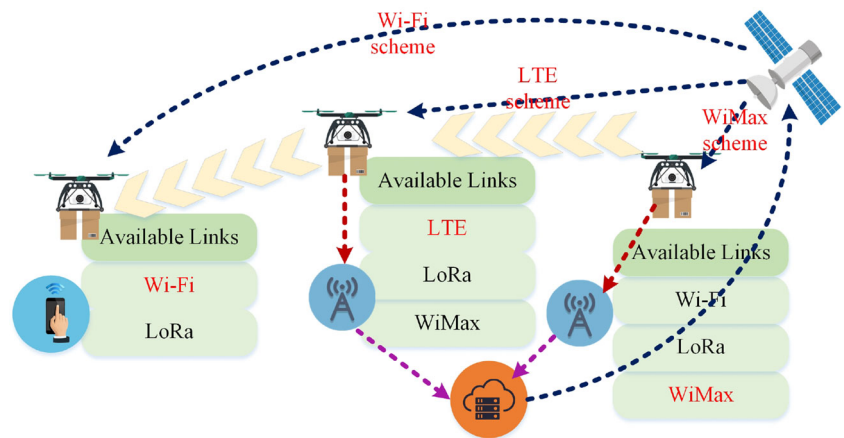 Wi-Fi
scheme
LTE
scheme
WiMax
scheme
Available Links
Wi-Fi
LoRa
Available Links
LTE
LoRa
WiMax
Available Links
Wi-Fi
LoRa
WiMax